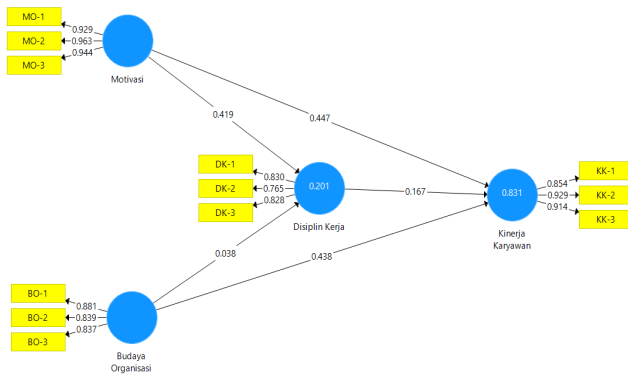 MO-1
0.929
MO-2
0.963
MO-3
0.944
Motivasi
0.419
0.447
DK-1
0.830
DK-2
0.765
DK-3
0.828
0.201
Disiplin Kerja
0.167
0.831
Kinerja
Karyawan
0.854
KK-1
0.929
KK-2
0.914
KK-3
0.038
0.438
BO-1
0.881
BO-2
0.839
BO-3
0.837
Budaya
Organisasi